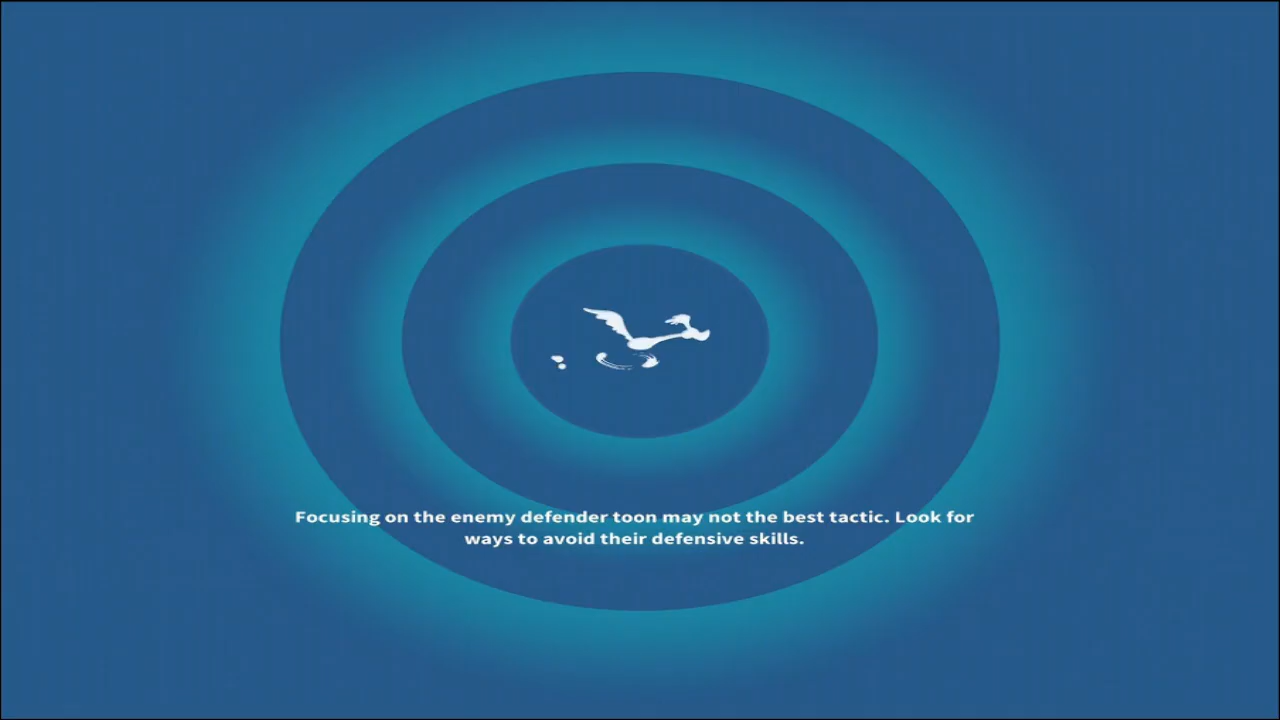 Focusing on the enemy defender toon may not the best tactic. Look for
ways to avoid their defensive skills.